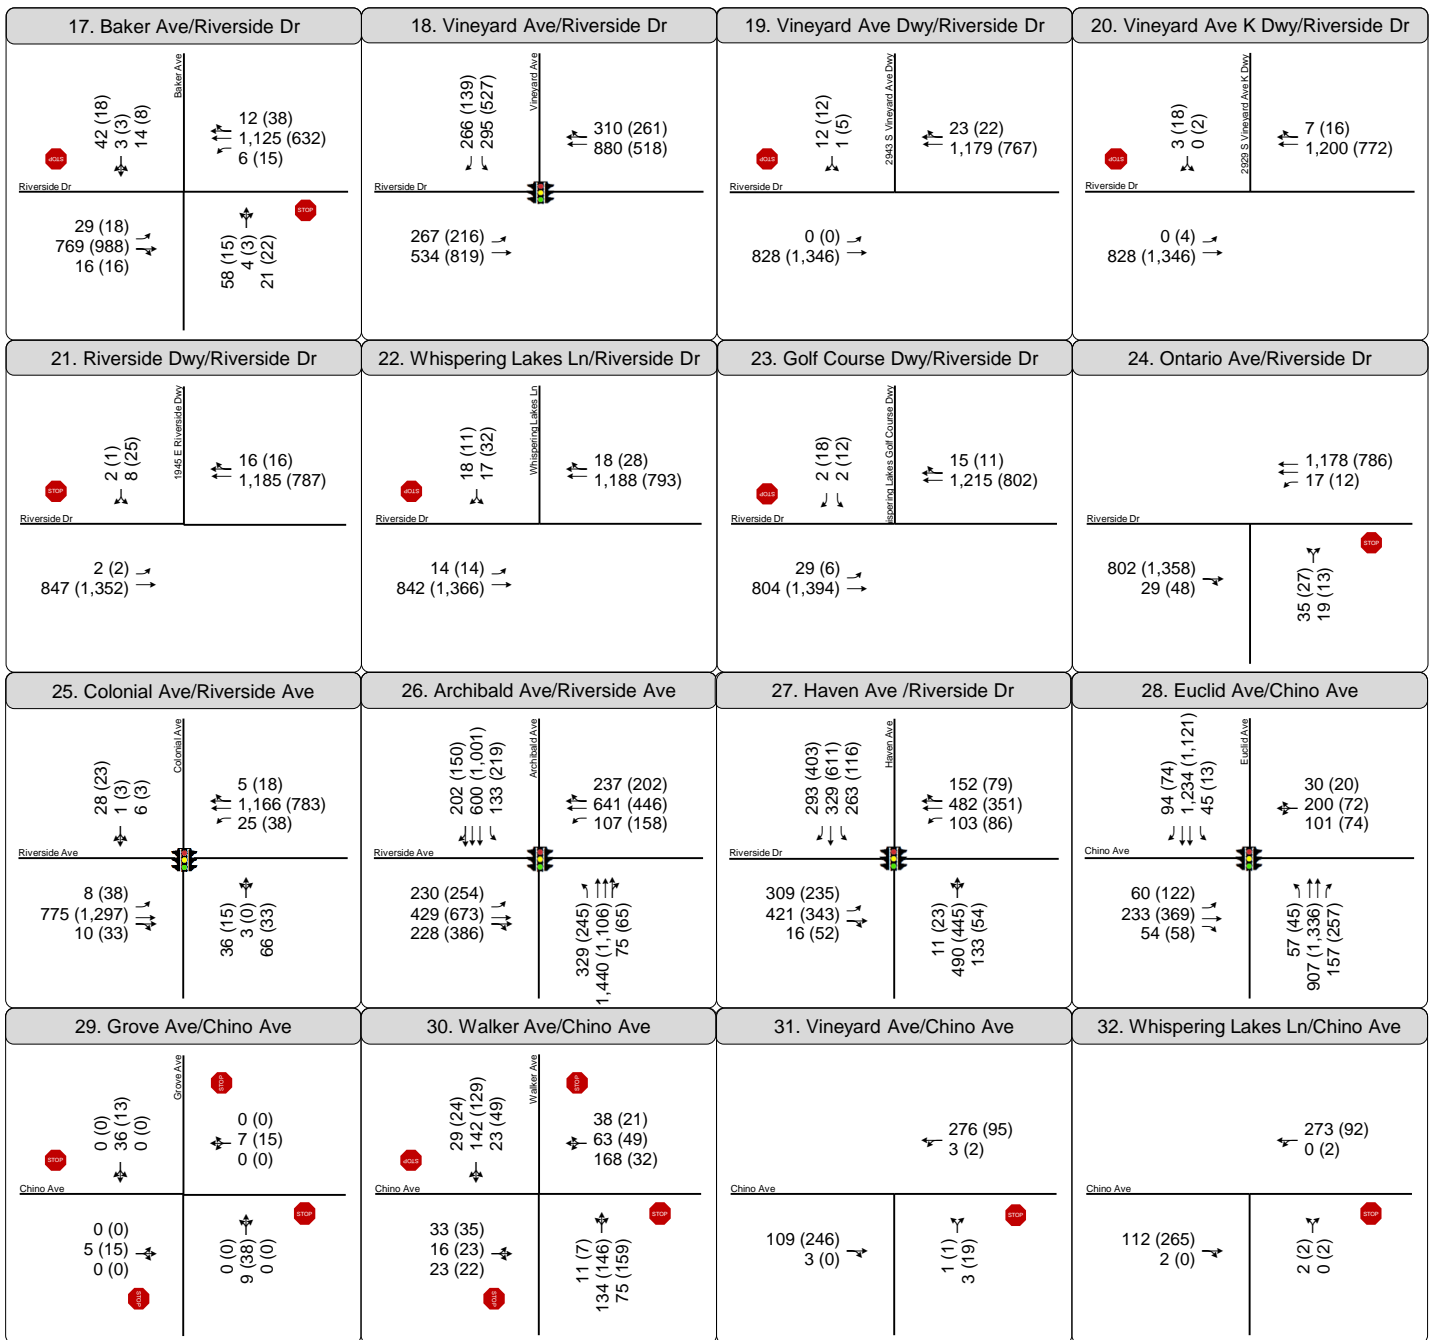 17. Baker Ave/Riverside Dr
Baker Ave
42 (18)
3 (3)
14 (8)
12 (38)
1,125 (632)
6 (15)
STOP
Riverside Dr
29 (18)
769 (988)
16 (16)
58 (15)
4 (3)
21 (22)
STOP
18. Vineyard Ave/Riverside Dr
Vineyard Ave
266 (139)
295 (527)
310 (261)
880 (518)
Riverside Dr
267 (216)
534 (819)
19. Vineyard Ave Dwy/Riverside Dr
2943 S Vineyard Ave Dwy
12 (12)
1 (5)
23 (22)
1,179 (767)
STOP
Riverside Dr
0 (0)
828 (1,346)
20. Vineyard Ave K Dwy/Riverside Dr
2929 S Vineyard Ave K Dwy
3 (18)
0 (2)
7 (16)
1,200 (772)
STOP
Riverside Dr
0 (4)
828 (1,346)
21. Riverside Dwy/Riverside Dr
1945 E Riverside Dwy
2 (1)
8 (25)
16 (16)
1,185 (787)
STOP
Riverside Dr
2 (2)
847 (1,352)
22. Whispering Lakes Ln/Riverside Dr
Whispering Lakes Ln
18 (11)
17 (32)
18 (28)
1,188 (793)
STOP
Riverside Dr
14 (14)
842 (1,366)
23. Golf Course Dwy/Riverside Dr
ispering Lakes Golf Course Dwy
2 (18)
2 (12)
15 (11)
1,215 (802)
STOP
Riverside Dr
29 (6)
804 (1,394)
24. Ontario Ave/Riverside Dr
1,178 (786)
17 (12)
Riverside Dr
STOP
802 (1,358)
29 (48)
35 (27)
19 (13)
25. Colonial Ave/Riverside Ave
Colonial Ave
28 (23)
1 (3)
6 (3)
5 (18)
1,166 (783)
25 (38)
Riverside Ave
8 (38)
775 (1,297)
10 (33)
36 (15)
3 (0)
66 (33)
26. Archibald Ave/Riverside Ave
Archibald Ave
202 (150)
600 (1,001)
133 (219)
237 (202)
641 (446)
107 (158)
Riverside Ave
230 (254)
429 (673)
228 (386)
329 (245)
1,440 (1,106)
75 (65)
27. Haven Ave /Riverside Dr
Haven Ave
293 (403)
329 (611)
263 (116)
152 (79)
482 (351)
103 (86)
Riverside Dr
309 (235)
421 (343)
16 (52)
11 (23)
490 (445)
133 (54)
28. Euclid Ave/Chino Ave
Euclid Ave
94 (74)
1,234 (1,121)
45 (13)
30 (20)
200 (72)
101 (74)
Chino Ave
60 (122)
233 (369)
54 (58)
57 (45)
907 (1,336)
157 (257)
29. Grove Ave/Chino Ave
Grove Ave
STOP
0 (0)
36 (13)
0 (0)
0 (0)
7 (15)
0 (0)
STOP
Chino Ave
STOP
0 (0)
5 (15)
0 (0)
0 (0)
9 (38)
0 (0)
STOP
30. Walker Ave/Chino Ave
Walker Ave
STOP
29 (24)
142 (129)
23 (49)
38 (21)
63 (49)
168 (32)
STOP
Chino Ave
STOP
33 (35)
16 (23)
23 (22)
11 (7)
134 (146)
75 (159)
STOP
31. Vineyard Ave/Chino Ave
276 (95)
3 (2)
Chino Ave
STOP
109 (246)
3 (0)
1 (1)
3 (19)
32. Whispering Lakes Ln/Chino Ave
273 (92)
0 (2)
Chino Ave
STOP
112 (265)
2 (0)
2 (2)
0 (2)